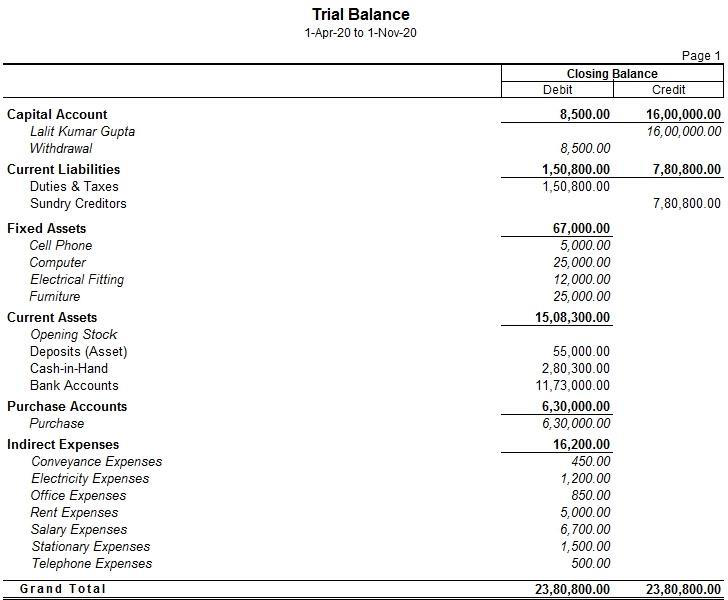 Trial Balance
1-Apr-20 to 1-Nov-20
Page 1
Closing Balance
Debit Credit
Capital Account 8,500.00 16,00,000.00
Lalit Kumar Gupta 16,00,000.00
Withdrawal 8,500.00
Current Liabilities 1,50,800.00 7,80,800.00
Duties & Taxes 1,50,800.00
Sundry Creditors 7,80,800.00
Fixed Assets 67,000.00
Cell Phone 5,000.00
Computer 25,000.00
Electrical Fitting 12,000.00
Furniture 25,000.00
Current Assets 15,08,300.00
Opening Stock
Deposits (Asset) 55,000.00
Cash-in-Hand 2,80,300.00
Bank Accounts 11,73,000.00
Purchase Accounts 6,30,000.00
Purchase 6,30,000.00
Indirect Expenses 16,200.00
Conveyance Expenses 450.00
Electricity Expenses 1,200.00
Office Expenses 850.00
Rent Expenses 5,000.00
Salary Expenses 6,700.00
Stationary Expenses 1,500.00
Telephone Expenses 500.00
Grand Total 23,80,800.00 23,80,800.00